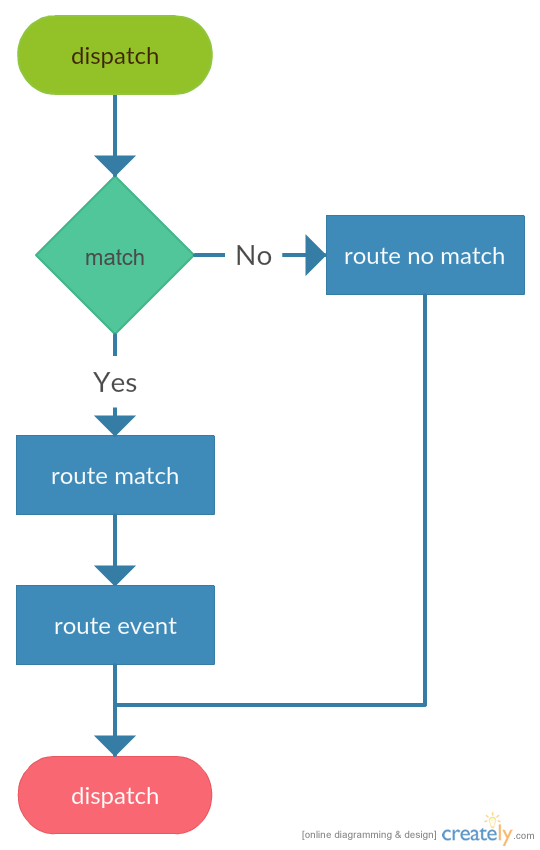 dispatch
match
No
route no match
Yes
route match
route event
dispatch
[online diagramming & design] creately.com